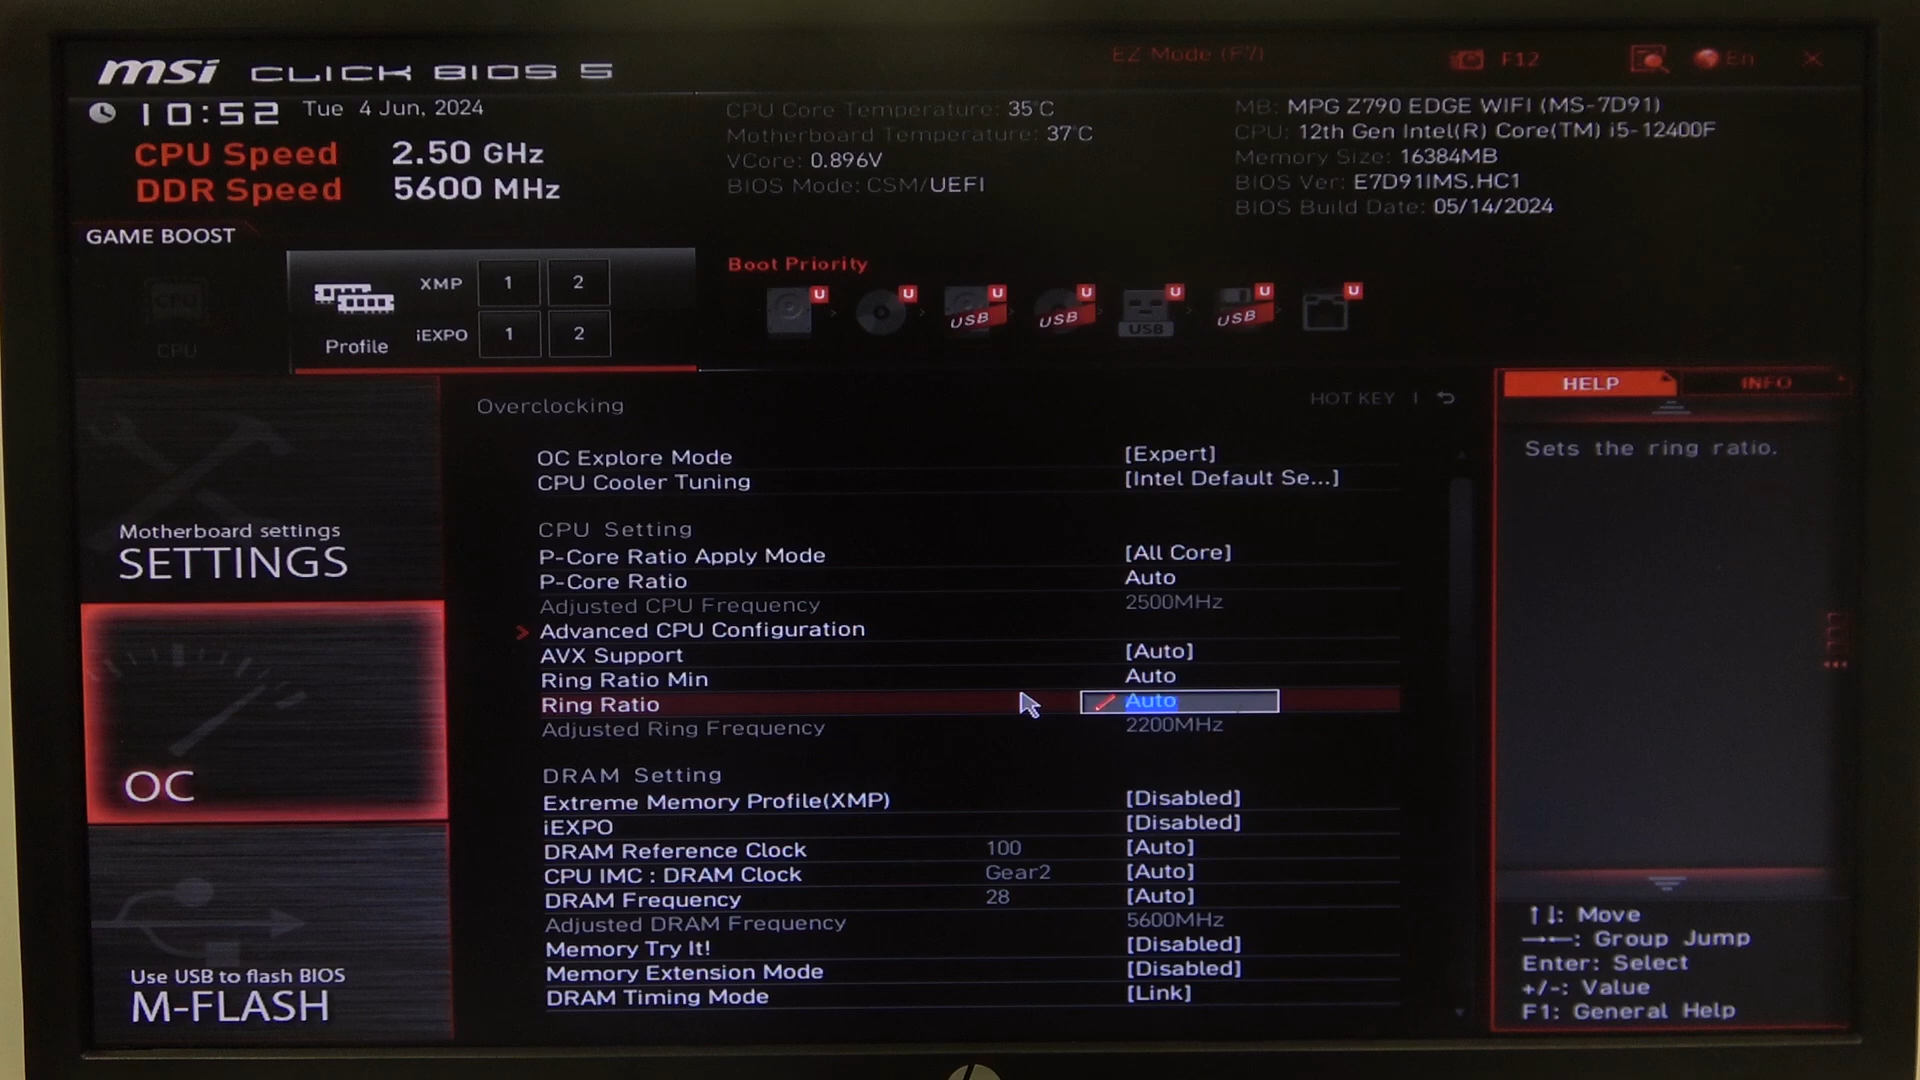 msi CLICK BIOS 5
EZ Mode (F7)
F12
En
10:52 Tue 4 Jun, 2024
CPU Speed 2.50 GHz
DDR Speed 5600 MHz
CPU Core Temperature: 35°C
Motherboard Temperature: 37°C
VCore: 0.896V
BIOS Mode: CSM/UEFI
MB: MPG Z790 EDGE WIFI (MS-7D91)
CPU: 12th Gen Intel(R) Core(TM) i5-12400F
Memory Size: 16384MB
BIOS Ver: E7D91IMS.HC1
BIOS Build Date: 05/14/2024
GAME BOOST
CPU
CPU
Profile
XMP 1 2
iEXPO 1 2
Boot Priority
U U U U U U U
USB USB USB USB
Motherboard settings
SETTINGS
OC
Use USB to flash BIOS
M-FLASH
Overclocking
HOT KEY |
OC Explore Mode [Expert]
CPU Cooler Tuning [Intel Default Se...]
CPU Setting
P-Core Ratio Apply Mode [All Core]
P-Core Ratio Auto
Adjusted CPU Frequency 2500MHz
> Advanced CPU Configuration
AVX Support [Auto]
Ring Ratio Min Auto
Ring Ratio Auto
Adjusted Ring Frequency 2200MHz
DRAM Setting
Extreme Memory Profile(XMP) [Disabled]
iEXPO [Disabled]
DRAM Reference Clock 100 [Auto]
CPU IMC : DRAM Clock Gear2 [Auto]
DRAM Frequency 28 [Auto]
Adjusted DRAM Frequency 5600MHz
Memory Try It! [Disabled]
Memory Extension Mode [Disabled]
DRAM Timing Mode [Link]
HELP
INFO
Sets the ring ratio.
↑↓: Move
→←: Group Jump
Enter: Select
+/-: Value
F1: General Help